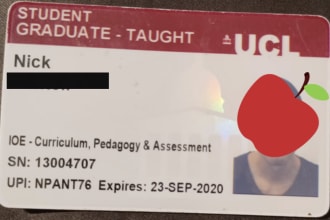 STUDENT
GRADUATE - TAUGHT
UCL
Nick
IOE - Curriculum, Pedagogy & Assessment
SN: 13004707
UPI: NPANT76 Expires: 23-SEP-2020